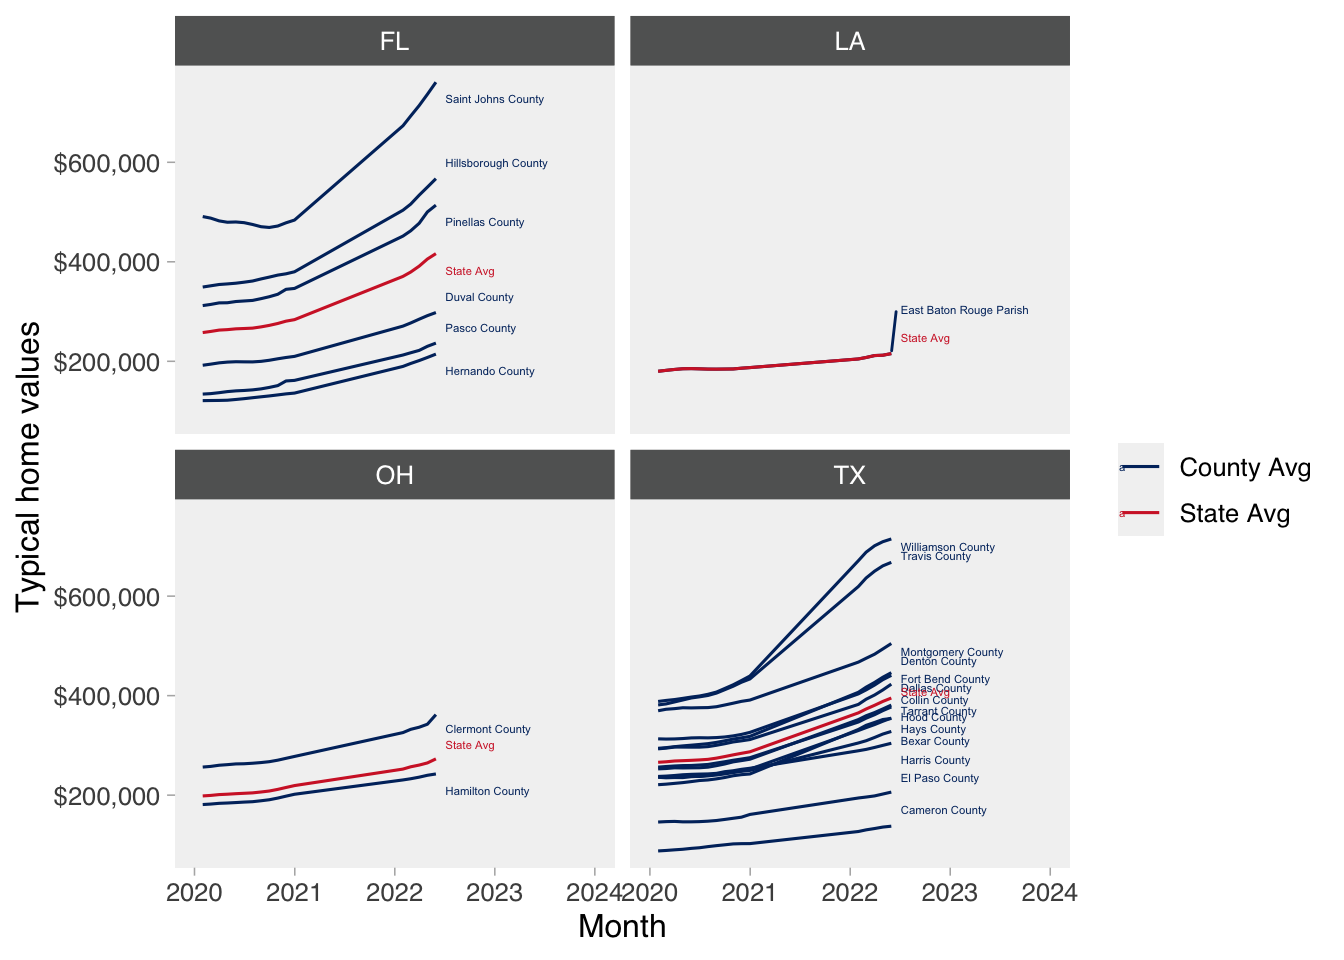 FL
LA
$600,000
$400,000
$200,000
Saint Johns County
Hillsborough County
Pinellas County
State Avg
Duval County
Pasco County
Hernando County
East Baton Rouge Parish
State Avg
Typical home values
OH
TX
$600,000
$400,000
$200,000
Clermont County
State Avg
Hamilton County
Williamson County
Travis County
Montgomery County
Denton County
Fort Bend County
Dallas County
State Avg
Collin County
Tarrant County
Hood County
Hays County
Bexar County
Harris County
El Paso County
Cameron County
2020
2021
2022
2023
2024
2020
2021
2022
2023
2024
Month
a County Avg
a State Avg